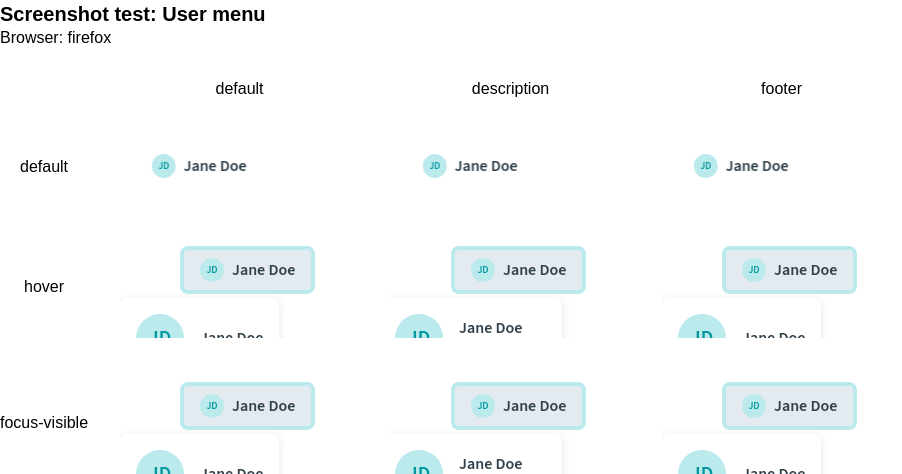 Screenshot test: User menu
Browser: firefox
default description footer
default JD Jane Doe JD Jane Doe JD Jane Doe
hover JD Jane Doe JD Jane Doe JD Jane Doe
JD Jane Doe JD Jane Doe JD Jane Doe
focus-visible JD Jane Doe JD Jane Doe JD Jane Doe
JD Jane Doe JD Jane Doe JD Jane Doe